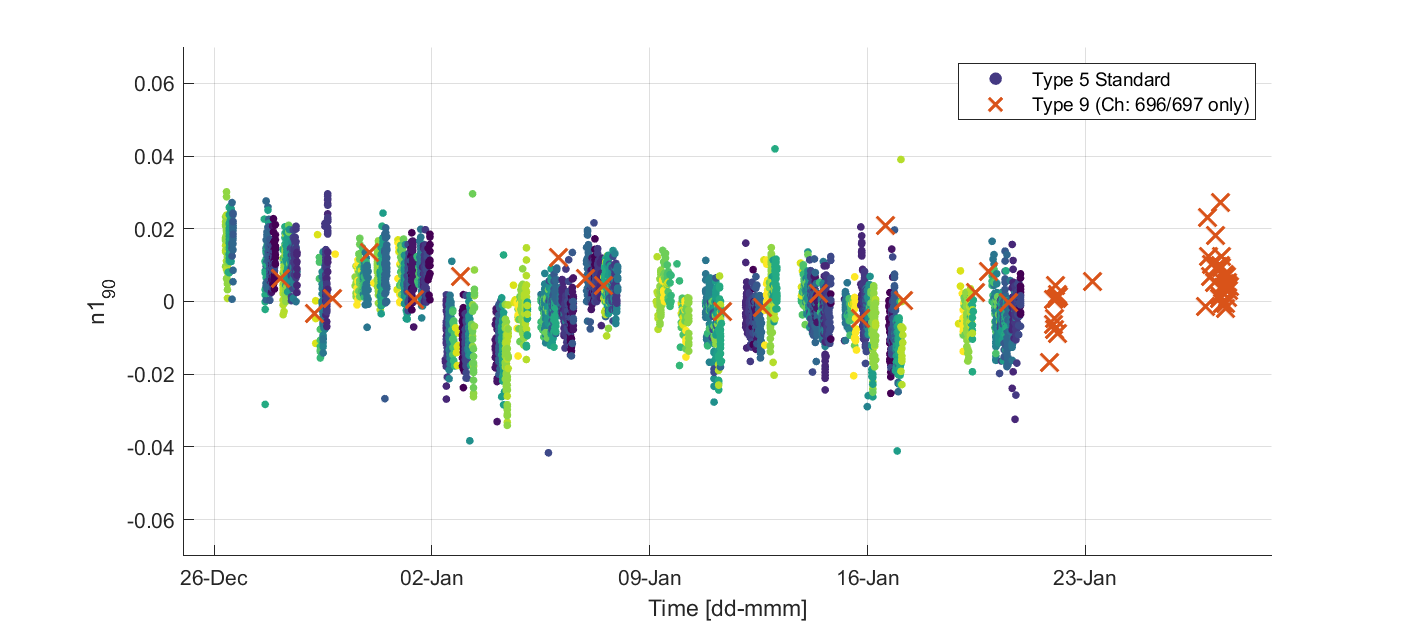 Type 5 Standard
Type 9 (Ch: 696/697 only)
0.06
0.04
0.02
0
-0.02
-0.04
-0.06
n1_90
26-Dec 02-Jan 09-Jan 16-Jan 23-Jan
Time [dd-mmm]